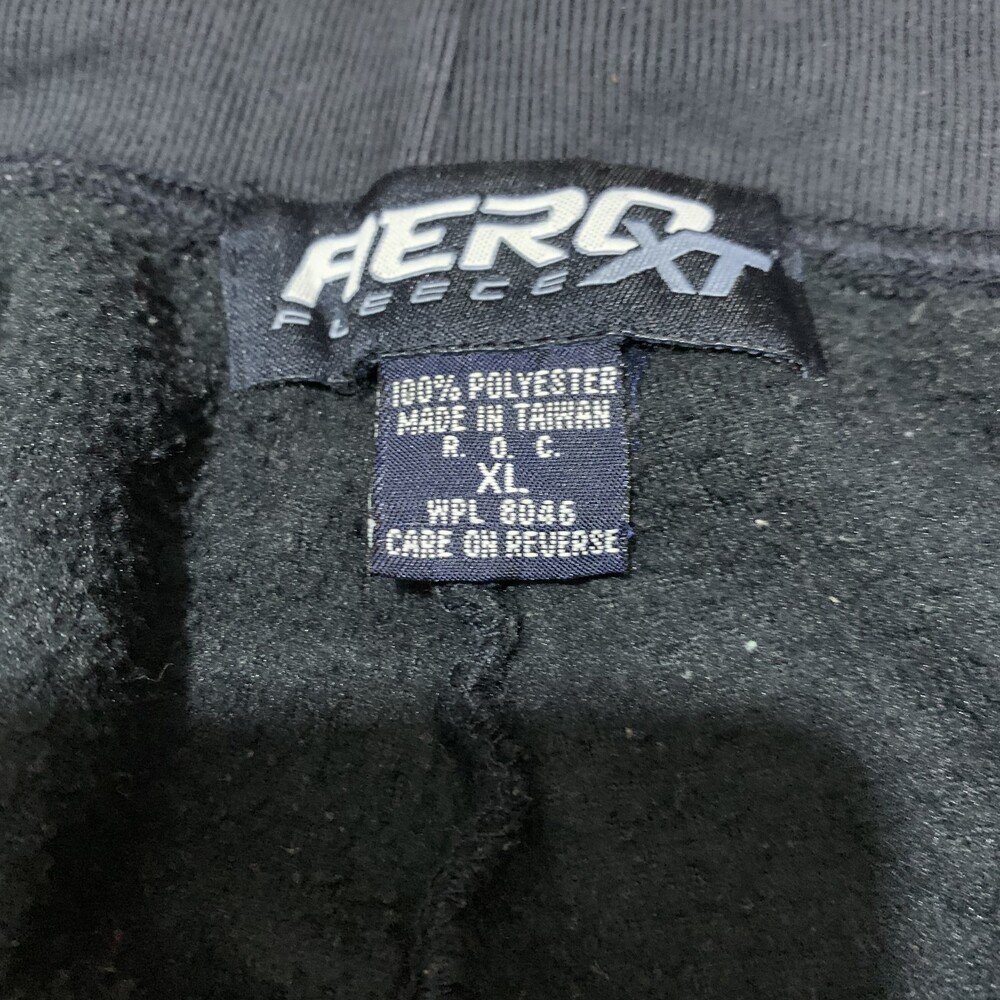 AERO XT
FLEECE
100% POLYESTER
MADE IN TAIWAN
R. O. C.
XL
WPL 8046
CARE ON REVERSE